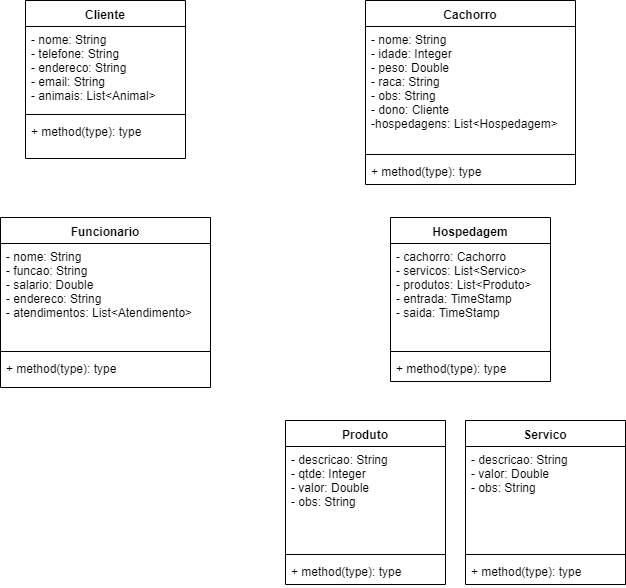 Cliente
- nome: String
- telefone: String
- endereco: String
- email: String
- animais: List<Animal>
+ method(type): type
Cachorro
- nome: String
- idade: Integer
- peso: Double
- raca: String
- obs: String
- dono: Cliente
-hospedagens: List<Hospedagem>
+ method(type): type
Funcionario
- nome: String
- funcao: String
- salario: Double
- endereco: String
- atendimentos: List<Atendimento>
+ method(type): type
Hospedagem
- cachorro: Cachorro
- servicos: List<Servico>
- produtos: List<Produto>
- entrada: TimeStamp
- saida: TimeStamp
+ method(type): type
Produto
- descricao: String
- qtde: Integer
- valor: Double
- obs: String
+ method(type): type
Servico
- descricao: String
- valor: Double
- obs: String
+ method(type): type